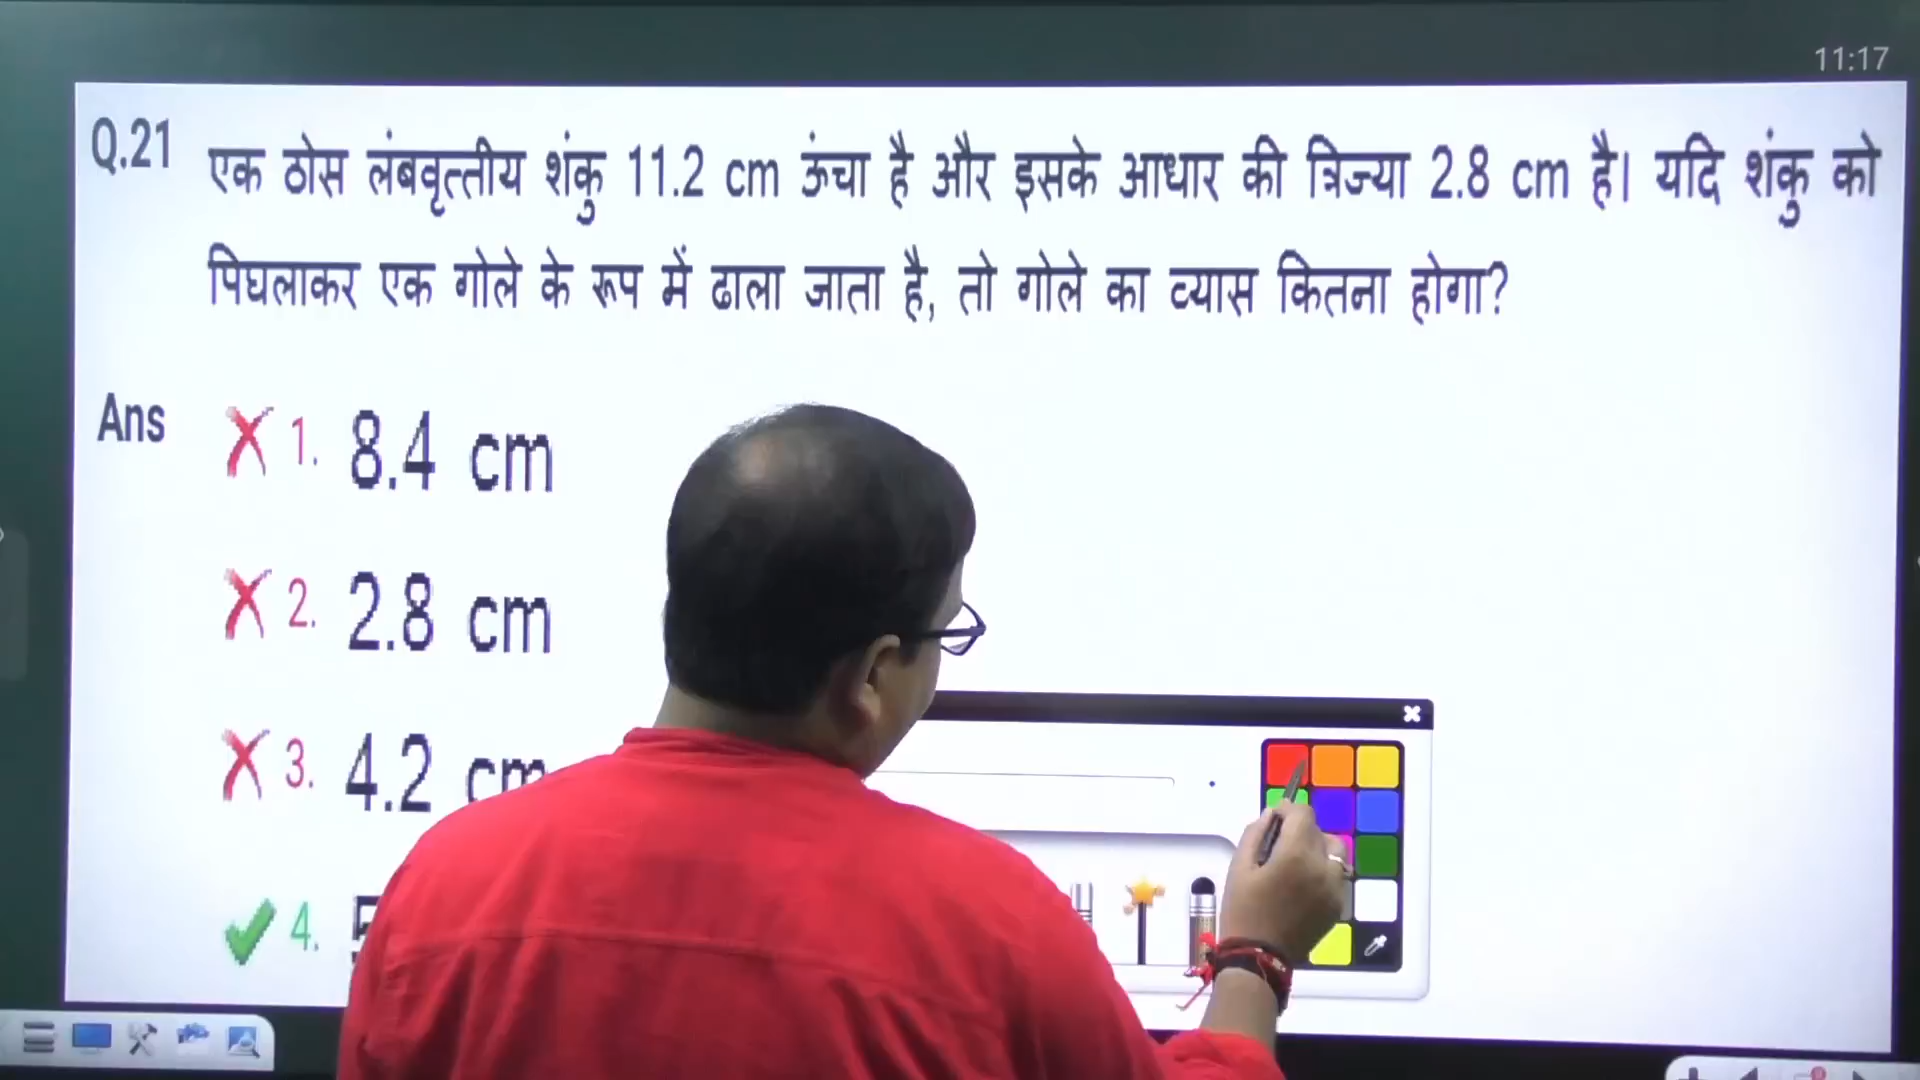 11:17
Q.21 एक ठोस लंबवृत्तीय शंकु 11.2 cm ऊंचा है और इसके आधार की त्रिज्या 2.8 cm है। यदि शंकु को
पिघलाकर एक गोले के रूप में ढाला जाता है, तो गोले का व्यास कितना होगा?
Ans 1. 8.4 cm
2. 2.8 cm
3. 4.2 cm
4.